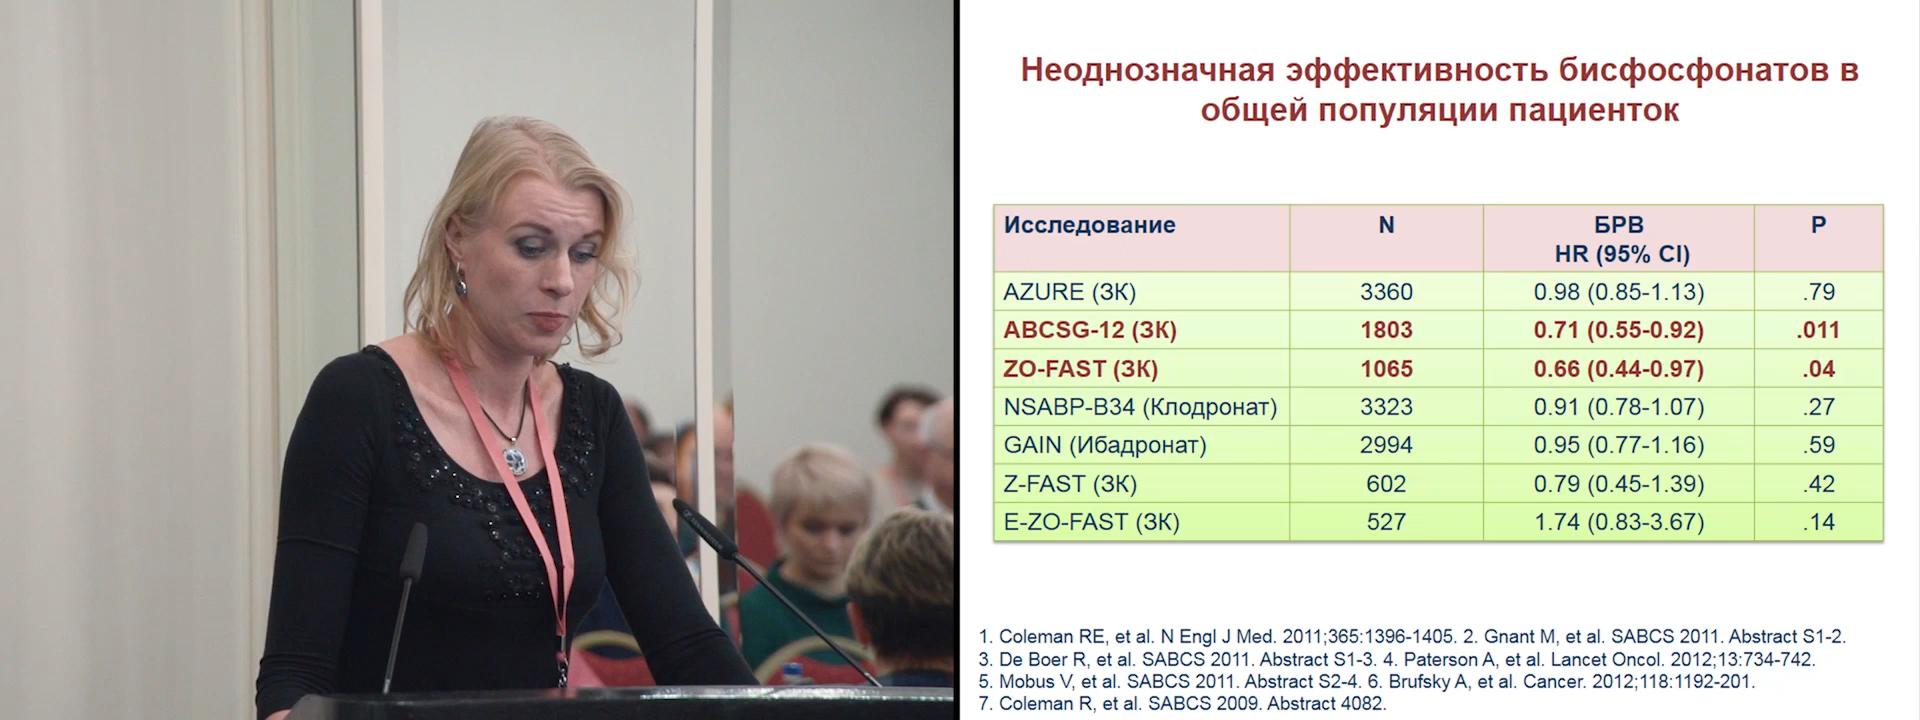 Неоднозначная эффективность бисфосфонатов в
общей популяции пациенток
Исследование N БРВ P
HR (95% CI)
AZURE (ЗК) 3360 0.98 (0.85-1.13) .79
ABCSG-12 (ЗК) 1803 0.71 (0.55-0.92) .011
ZO-FAST (ЗК) 1065 0.66 (0.44-0.97) .04
NSABP-B34 (Клодронат) 3323 0.91 (0.78-1.07) .27
GAIN (Ибадронат) 2994 0.95 (0.77-1.16) .59
Z-FAST (ЗК) 602 0.79 (0.45-1.39) .42
E-ZO-FAST (ЗК) 527 1.74 (0.83-3.67) .14
1. Coleman RE, et al. N Engl J Med. 2011;365:1396-1405. 2. Gnant M, et al. SABCS 2011. Abstract S1-2.
3. De Boer R, et al. SABCS 2011. Abstract S1-3. 4. Paterson A, et al. Lancet Oncol. 2012;13:734-742.
5. Mobus V, et al. SABCS 2011. Abstract S2-4. 6. Brufsky A, et al. Cancer. 2012;118:1192-201.
7. Coleman R, et al. SABCS 2009. Abstract 4082.